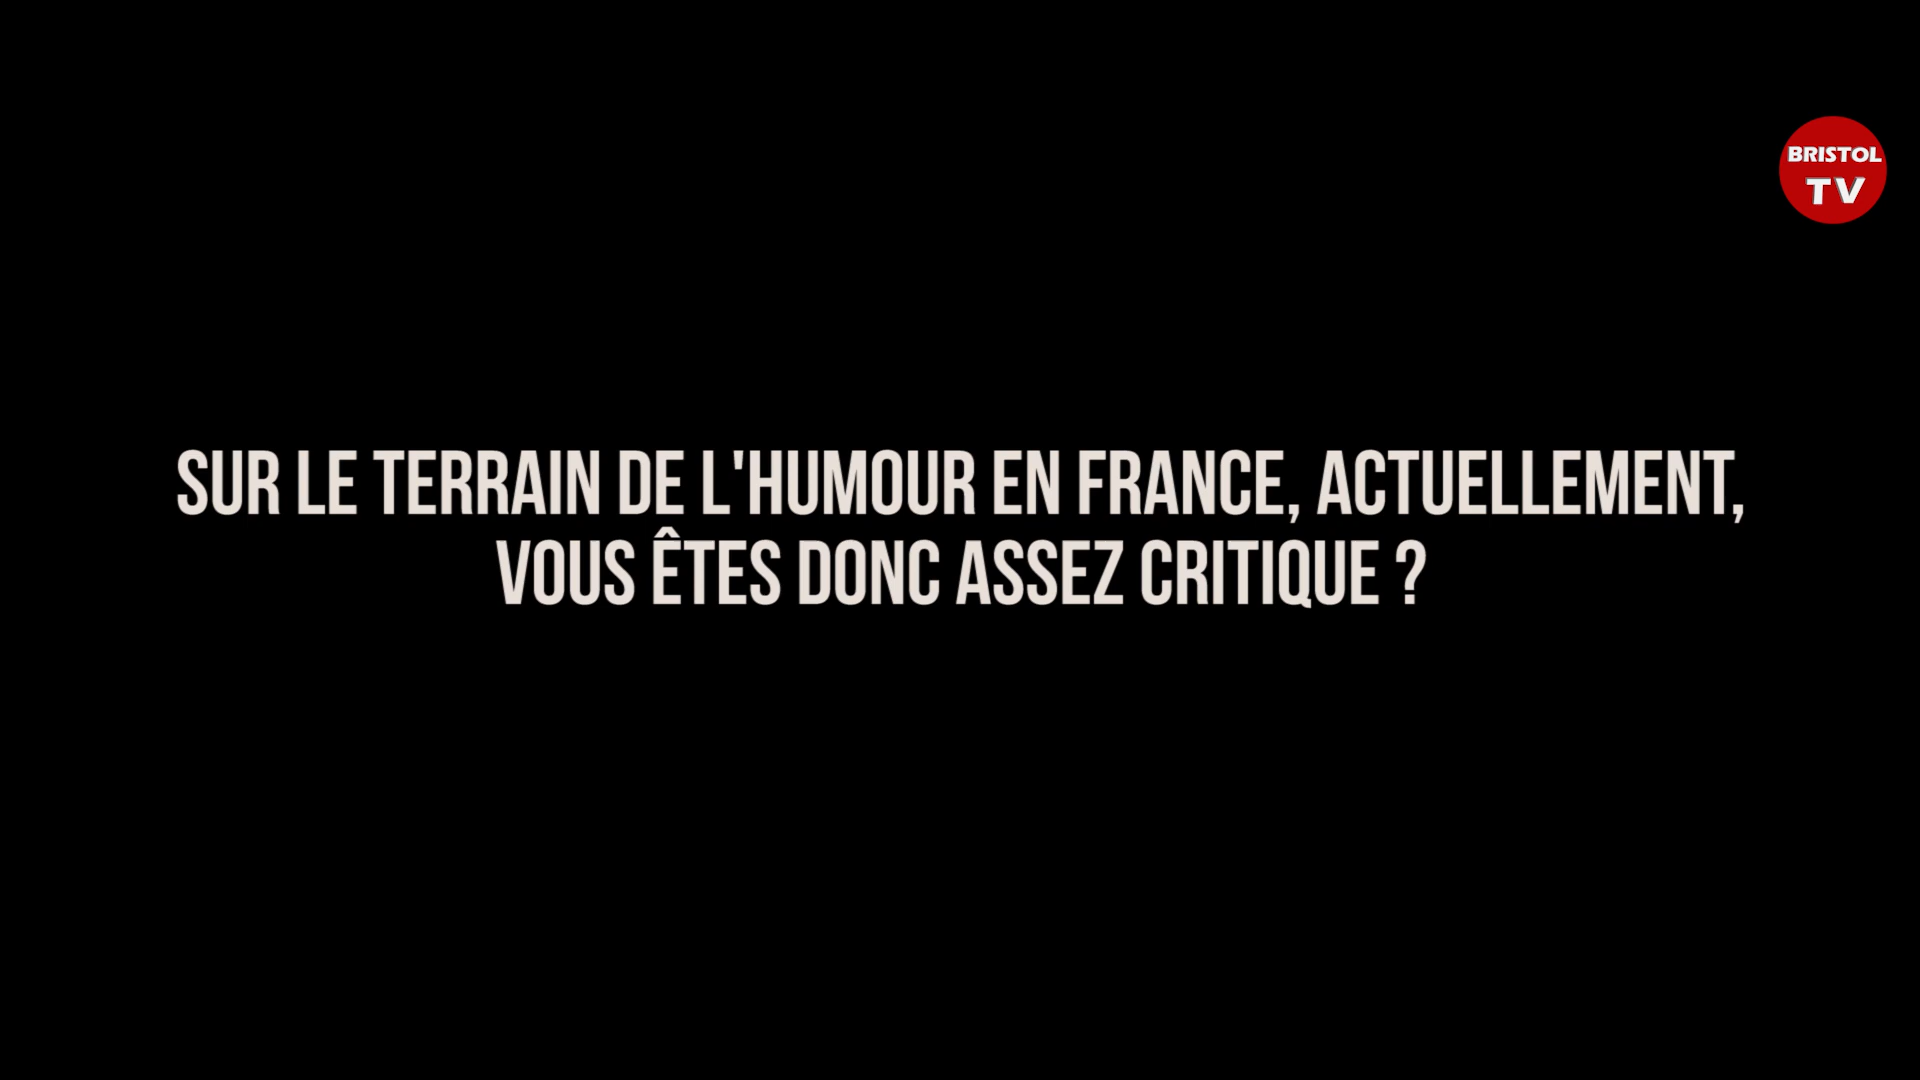 BRISTOL
TV
SUR LE TERRAIN DE L'HUMOUR EN FRANCE, ACTUELLEMENT,
VOUS ÊTES DONC ASSEZ CRITIQUE ?